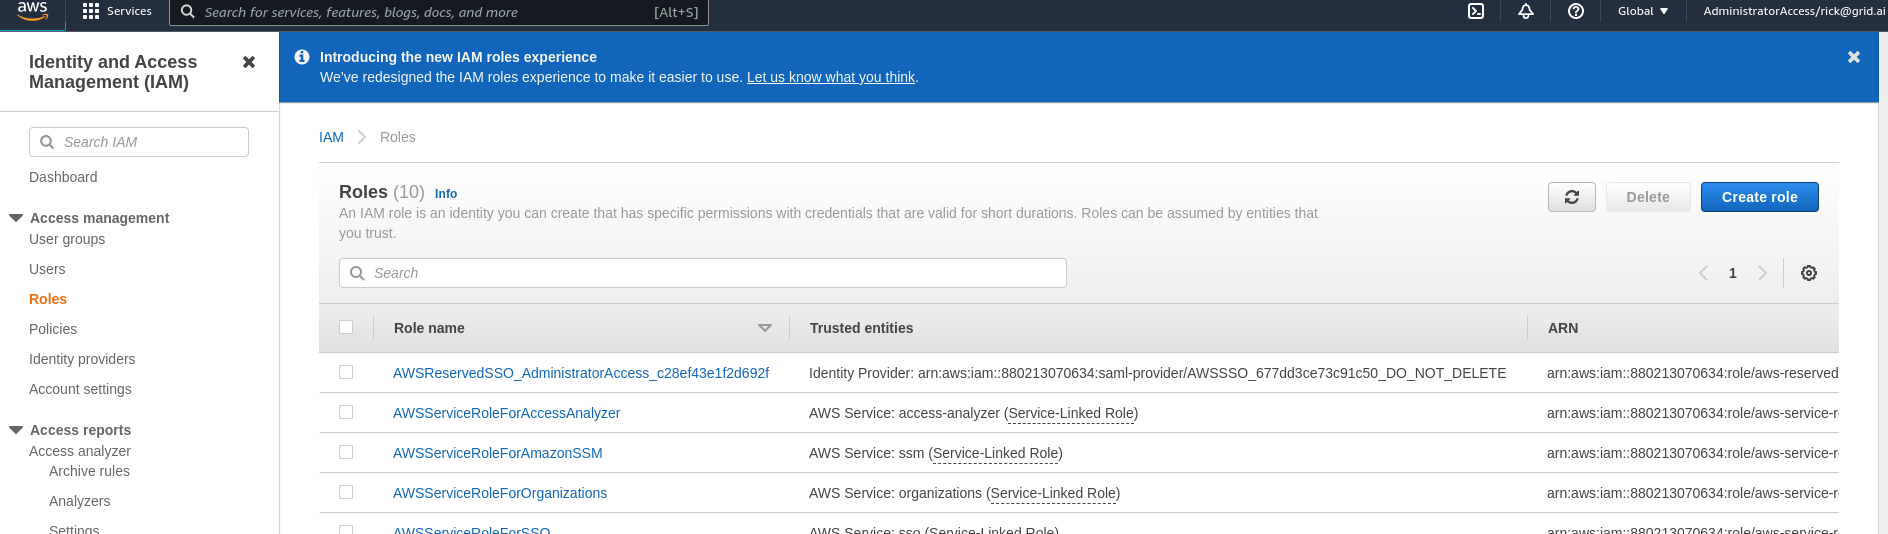 aws
Services
Search for services, features, blogs, docs, and more
[Alt+S]
Global
AdministratorAccess/rick@grid.ai
Identity and Access
Management (IAM)
Search IAM
Dashboard
Access management
User groups
Users
Roles
Policies
Identity providers
Account settings
Access reports
Access analyzer
Archive rules
Analyzers
Settings
Introducing the new IAM roles experience
We've redesigned the IAM roles experience to make it easier to use. Let us know what you think.
IAM
Roles
Roles (10) Info
An IAM role is an identity you can create that has specific permissions with credentials that are valid for short durations. Roles can be assumed by entities that
you trust.
Delete
Create role
Search
1
Role name
Trusted entities
ARN
AWSReservedSSO_AdministratorAccess_c28ef43e1f2d692f
Identity Provider: arn:aws:iam::880213070634:saml-provider/AWSSSO_677dd3ce73c91c50_DO_NOT_DELETE
arn:aws:iam::880213070634:role/aws-reserved
AWSServiceRoleForAccessAnalyzer
AWS Service: access-analyzer (Service-Linked Role)
arn:aws:iam::880213070634:role/aws-service-r
AWSServiceRoleForAmazonSSM
AWS Service: ssm (Service-Linked Role)
arn:aws:iam::880213070634:role/aws-service-r
AWSServiceRoleForOrganizations
AWS Service: organizations (Service-Linked Role)
arn:aws:iam::880213070634:role/aws-service-r
AWSServiceRoleForSSO
AWS Service: sso (Service-Linked Role)
arn:aws:iam::880213070634:role/aws-service-r